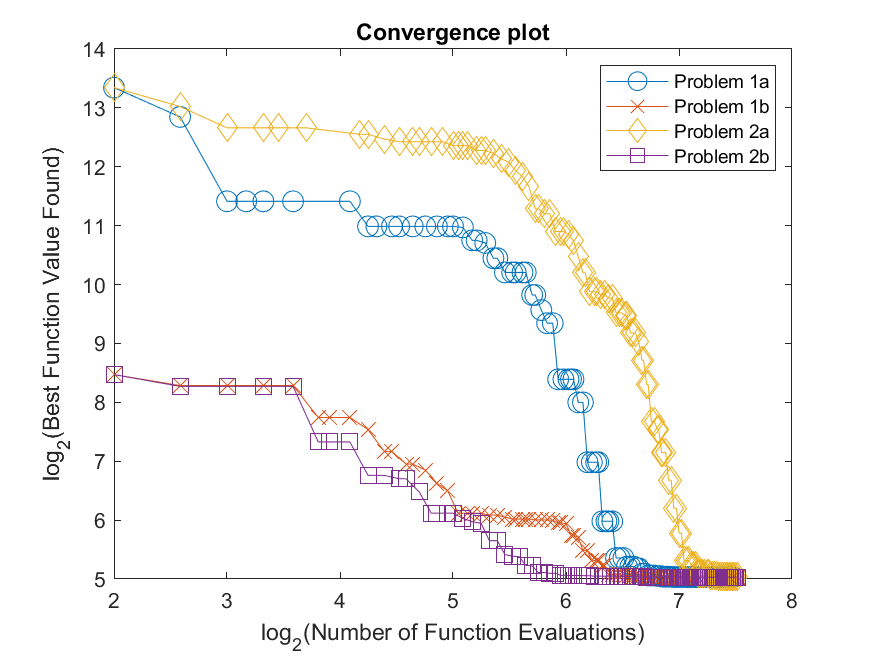 Convergence plot
14
13
12
11
10
9
8
7
6
5
log2(Best Function Value Found)
Problem 1a
Problem 1b
Problem 2a
Problem 2b
2 3 4 5 6 7 8
log2(Number of Function Evaluations)